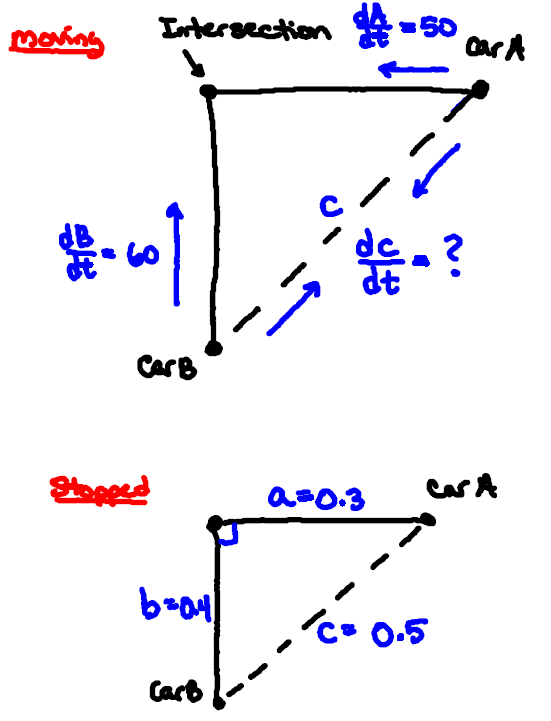 moving
Intersection
dA/dt = 50
Car A
dB/dt = 60
c
dc/dt = ?
Car B
Stopped
a = 0.3
Car A
b = 0.4
c = 0.5
Car B